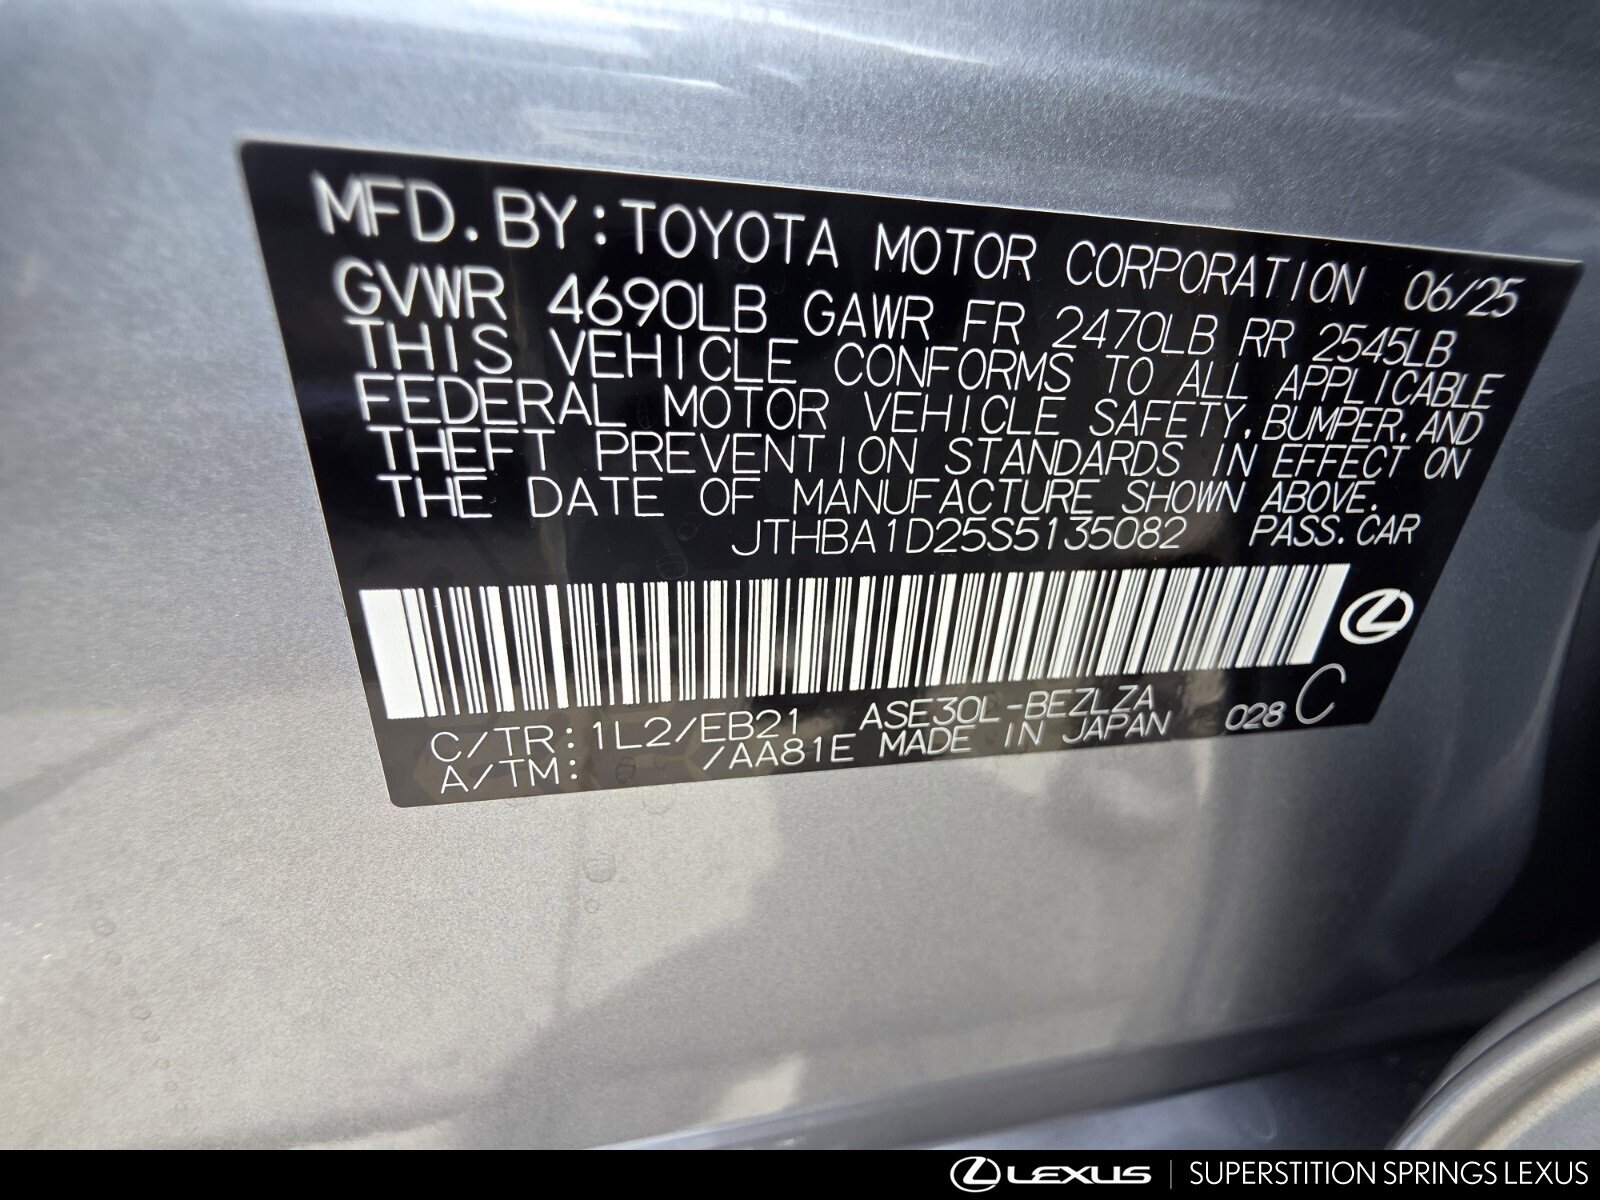 MFD. BY: TOYOTA MOTOR CORPORATION 06/25
GVWR 4690LB GAWR FR 2470LB RR 2545LB
THIS VEHICLE CONFORMS TO ALL APPLICABLE
FEDERAL MOTOR VEHICLE SAFETY, BUMPER, AND
THEFT PREVENTION STANDARDS IN EFFECT ON
THE DATE OF MANUFACTURE SHOWN ABOVE.
JTHBA1D25S5135082 PASS. CAR
C/TR: 1L2/EB21 ASE30L-BEZLZA 028 C
A/TM: /AA81E MADE IN JAPAN
LEXUS | SUPERSTITION SPRINGS LEXUS